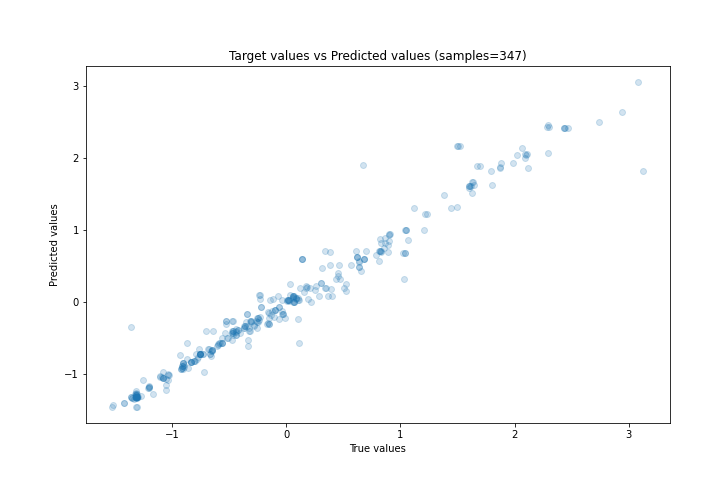 Target values vs Predicted values (samples=347)
3
2
1
0
−1
Predicted values
−1 0 1 2 3
True values